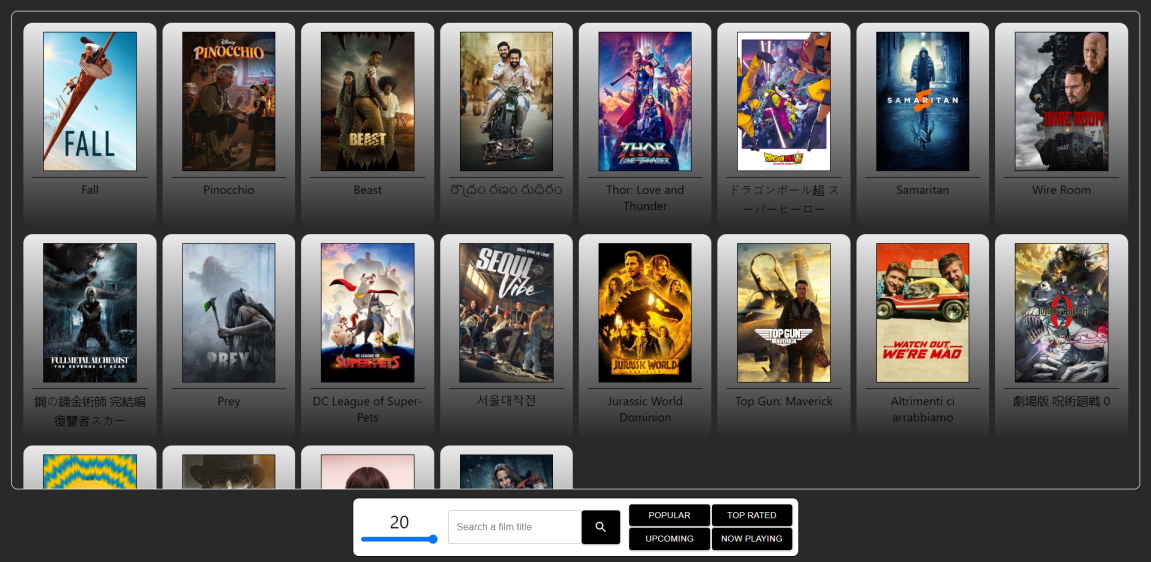 Disney
PINOCCHIO
FALL
BEAST
THOR
LOVE AND THUNDER
DRAGONBALL
SUPER
SAMARITAN
WIRE ROOM
SWAT
Fall
Pinocchio
Beast
రౌద్రం రణం రుధిరం
Thor: Love and
Thunder
ドラゴンボール超 ス
ーパーヒーロー
Samaritan
Wire Room
FULLMETAL ALCHEMIST
THE REVENGE OF SCAR
PREY
DC LEAGUE OF
SUPER-PETS
SEOUL
Vibe
JURASSIC WORLD
TOP GUN
MAVERICK
...WATCH OUT,
WE'RE MAD
0
鋼の錬金術師 完結編
復讐者スカー
Prey
DC League of Super-
Pets
서울대작전
Jurassic World
Dominion
Top Gun: Maverick
Altrimenti ci
arrabbiamo
劇場版 呪術廻戦 0
20
Search a film title
POPULAR
TOP RATED
UPCOMING
NOW PLAYING